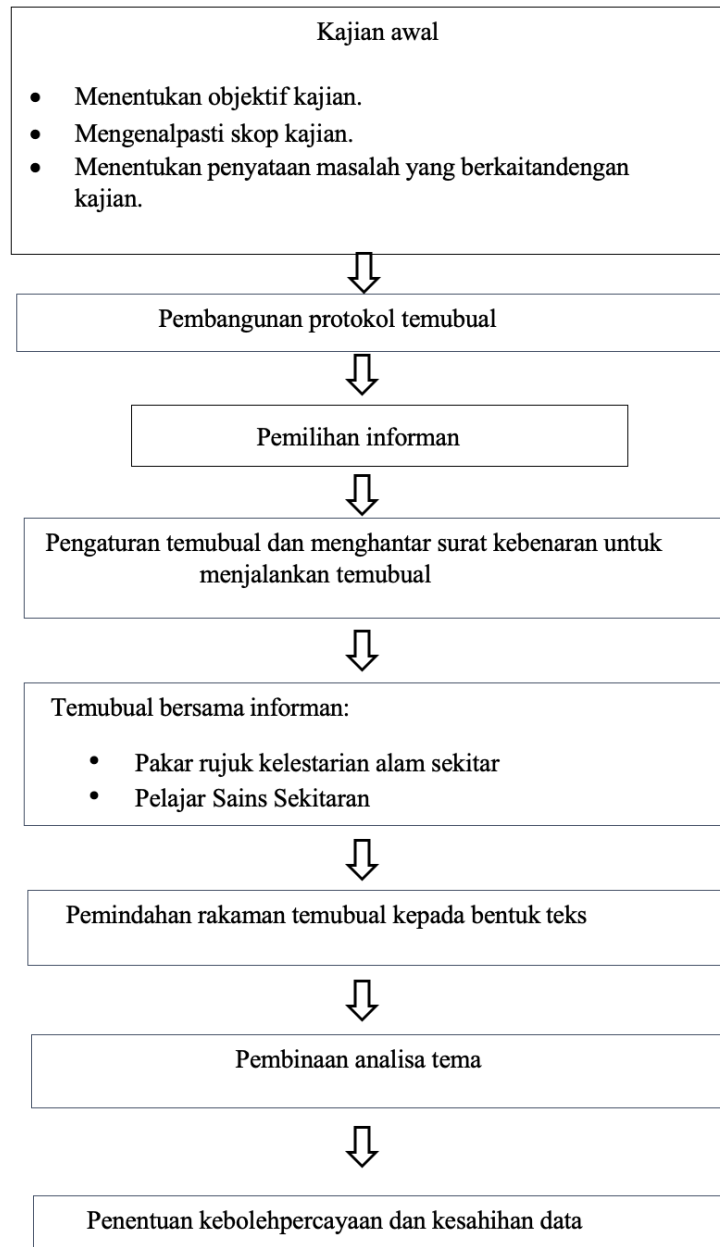 Kajian awal
• Menentukan objektif kajian.
• Mengenalpasti skop kajian.
• Menentukan penyataan masalah yang berkaitandengan
kajian.
Pembangunan protokol temubual
Pemilihan informan
Pengaturan temubual dan menghantar surat kebenaran untuk
menjalankan temubual
Temubual bersama informan:
• Pakar rujuk kelestarian alam sekitar
• Pelajar Sains Sekitaran
Pemindahan rakaman temubual kepada bentuk teks
Pembinaan analisa tema
Penentuan kebolehpercayaan dan kesahihan data